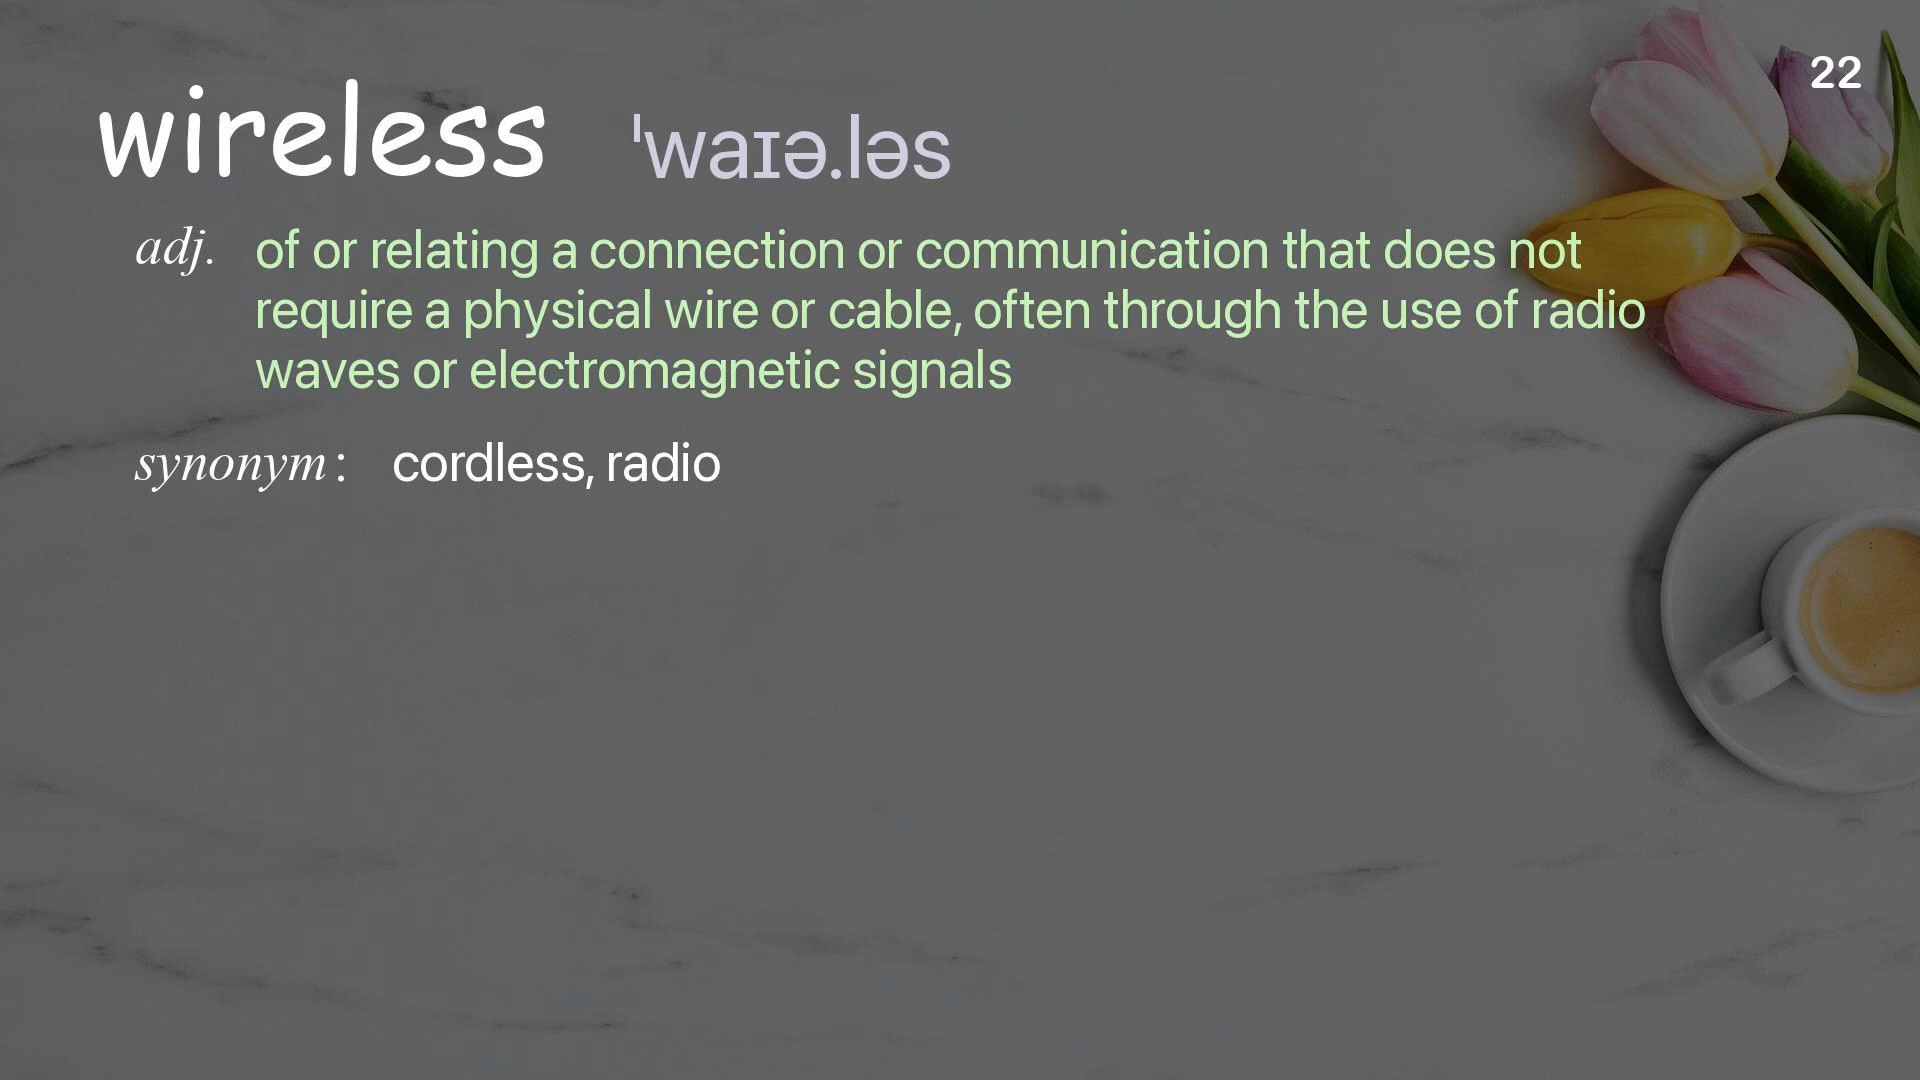 22
wireless ˈwaɪə.ləs
adj. of or relating a connection or communication that does not
require a physical wire or cable, often through the use of radio
waves or electromagnetic signals
synonym: cordless, radio